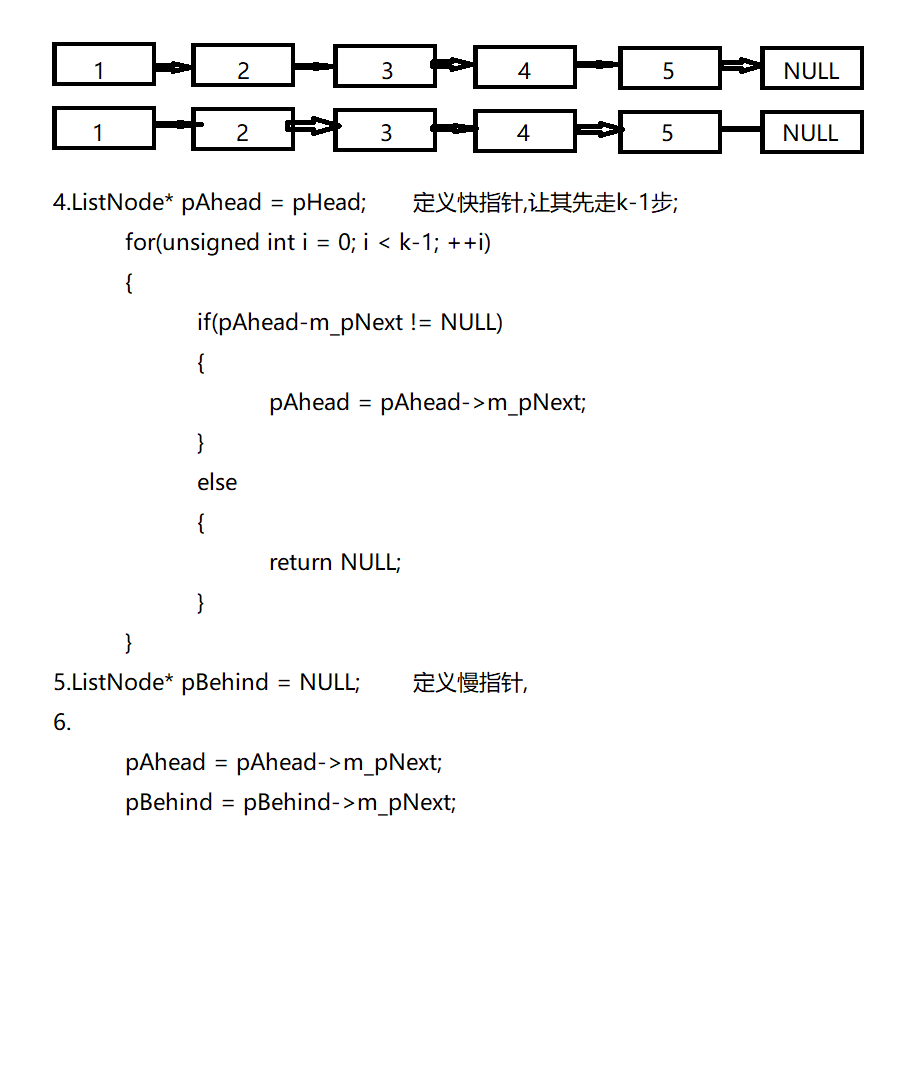 1 2 3 4 5 NULL
1 2 3 4 5 NULL
4.ListNode* pAhead = pHead; 定义快指针,让其先走k-1步;
for(unsigned int i = 0; i < k-1; ++i)
{
if(pAhead-m_pNext != NULL)
{
pAhead = pAhead->m_pNext;
}
else
{
return NULL;
}
}
5.ListNode* pBehind = NULL; 定义慢指针,
6.
pAhead = pAhead->m_pNext;
pBehind = pBehind->m_pNext;